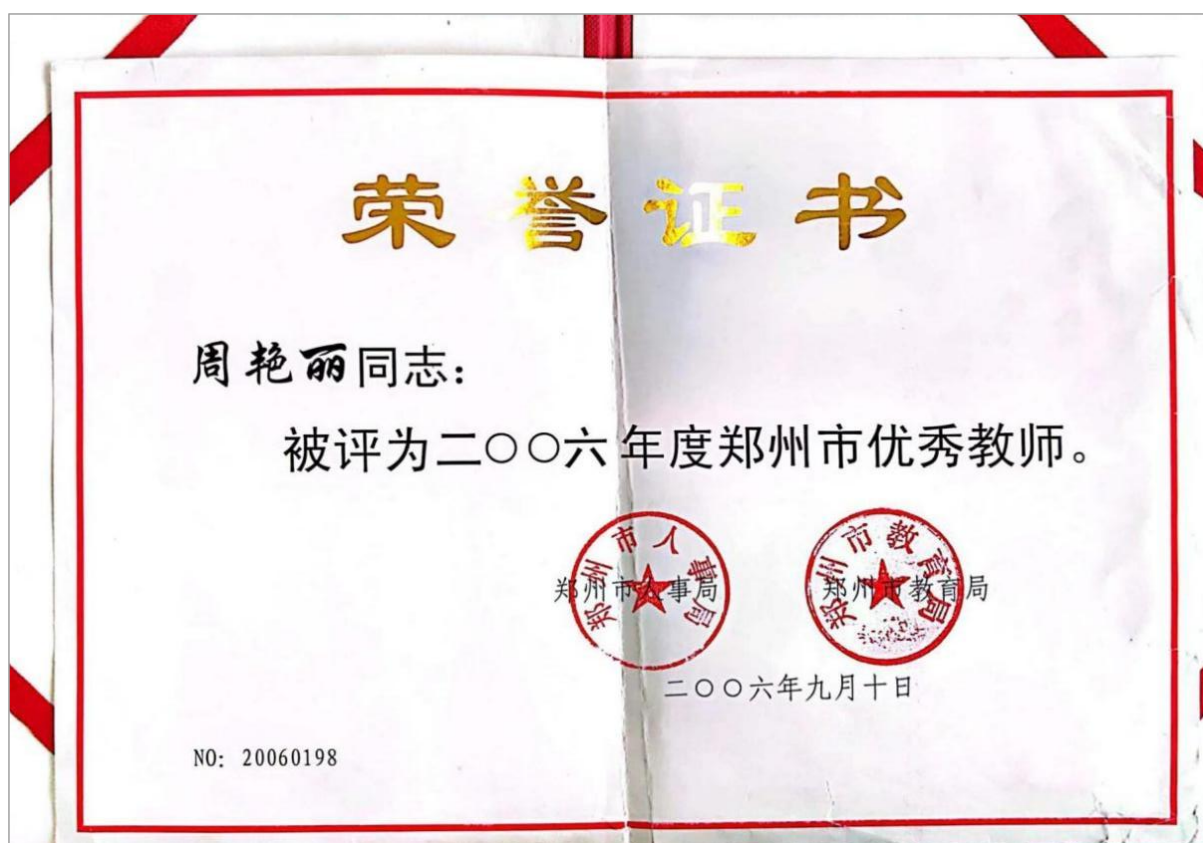 荣誉证书
周艳丽同志：
被评为二〇〇六年度郑州市优秀教师。
郑州市人事局 郑州市教育局
郑州市人事局 郑州市教育局
二〇〇六年九月十日
NO: 20060198